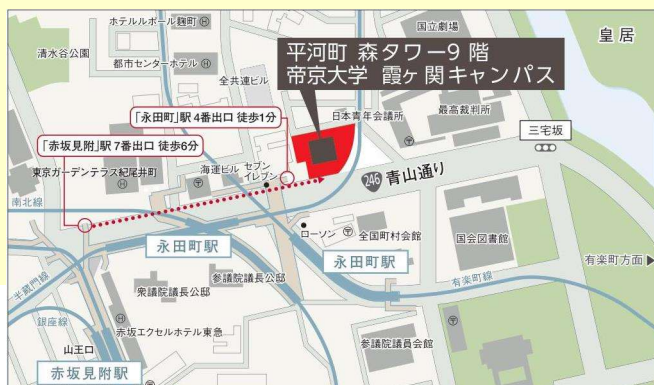 ホテルルポール麹町
国立劇場
皇居
清水谷公園
都市センターホテル
平河町 森タワー9 階
帝京大学 霞ヶ関キャンパス
全共連ビル
「永田町」駅 4番出口 徒歩1分
日本青年会議所
最高裁判所
三宅坂
「赤坂見附」駅 7番出口 徒歩6分
海運ビル
セブン
イレブン
東京ガーデンテラス紀尾井町
246 青山通り
南北線
永田町駅
ローソン
全国町村会館
国会図書館
永田町駅
有楽町方面
半蔵門線
衆議院議長公邸
参議院議長公邸
有楽町線
銀座線
赤坂エクセルホテル東急
山王口
参議院議員会館
赤坂見附駅